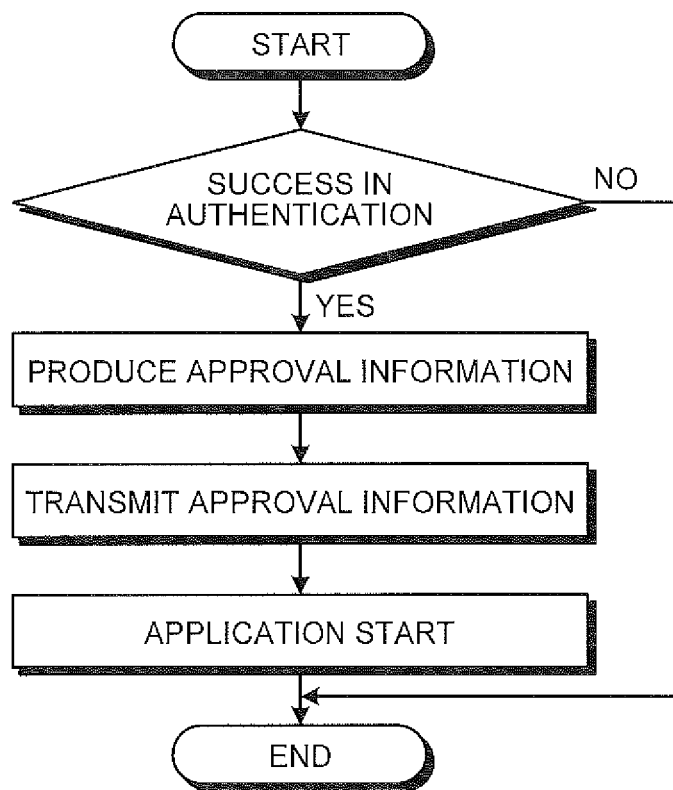 START
SUCCESS IN
AUTHENTICATION
NO
YES
PRODUCE APPROVAL INFORMATION
TRANSMIT APPROVAL INFORMATION
APPLICATION START
END